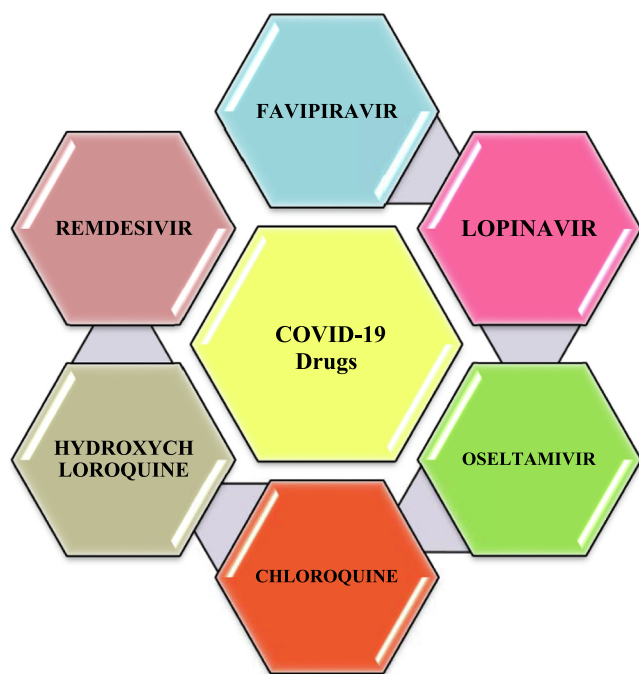 FAVIPIRAVIR
REMDESIVIR
LOPINAVIR
COVID-19
Drugs
HYDROXYCH
LOROQUINE
OSELTAMIVIR
CHLOROQUINE